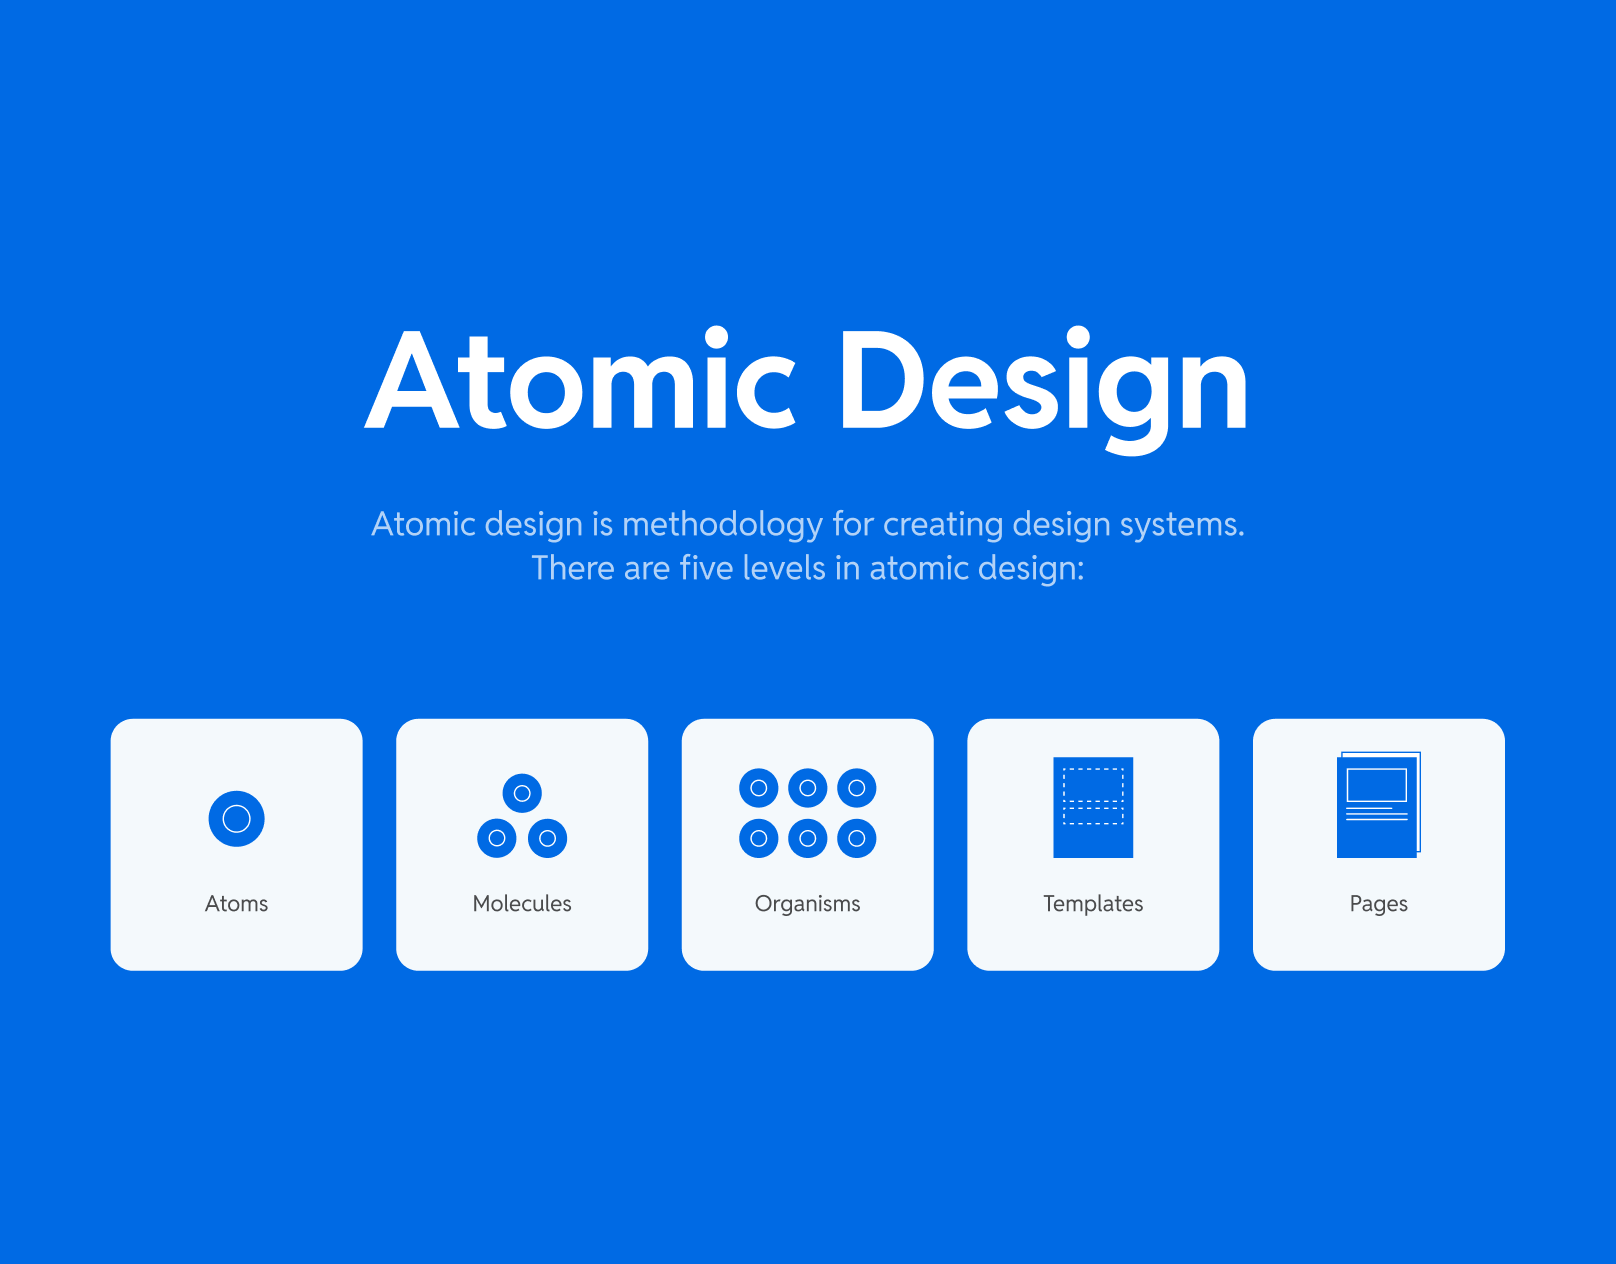 Atomic Design
Atomic design is methodology for creating design systems.
There are five levels in atomic design:
Atoms
Molecules
Organisms
Templates
Pages